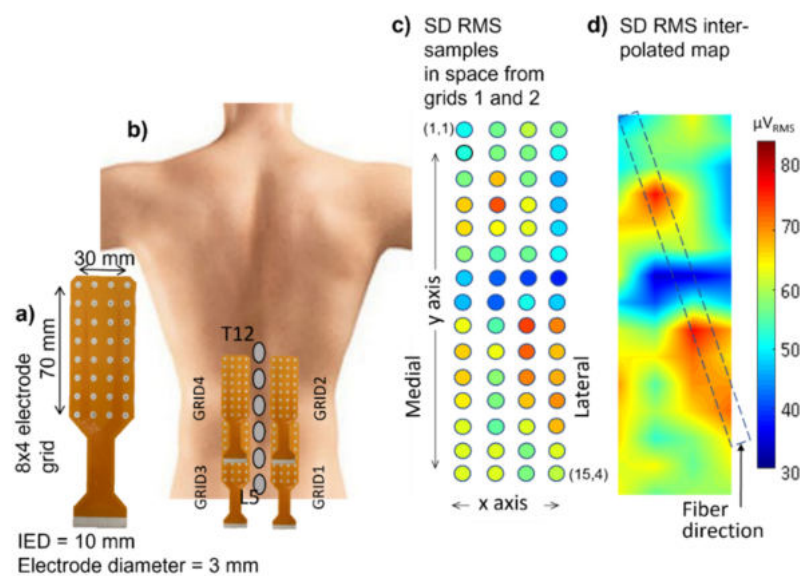 c) SD RMS
samples
in space from
grids 1 and 2
d) SD RMS inter-
polated map
b)
(1,1)
µV RMS
80
70
60
50
40
30
30 mm
a)
70 mm
8x4 electrode
grid
T12
GRID4
GRID2
GRID3
GRID1
L5
y axis
Medial
Lateral
(15,4)
x axis
Fiber
direction
IED = 10 mm
Electrode diameter = 3 mm